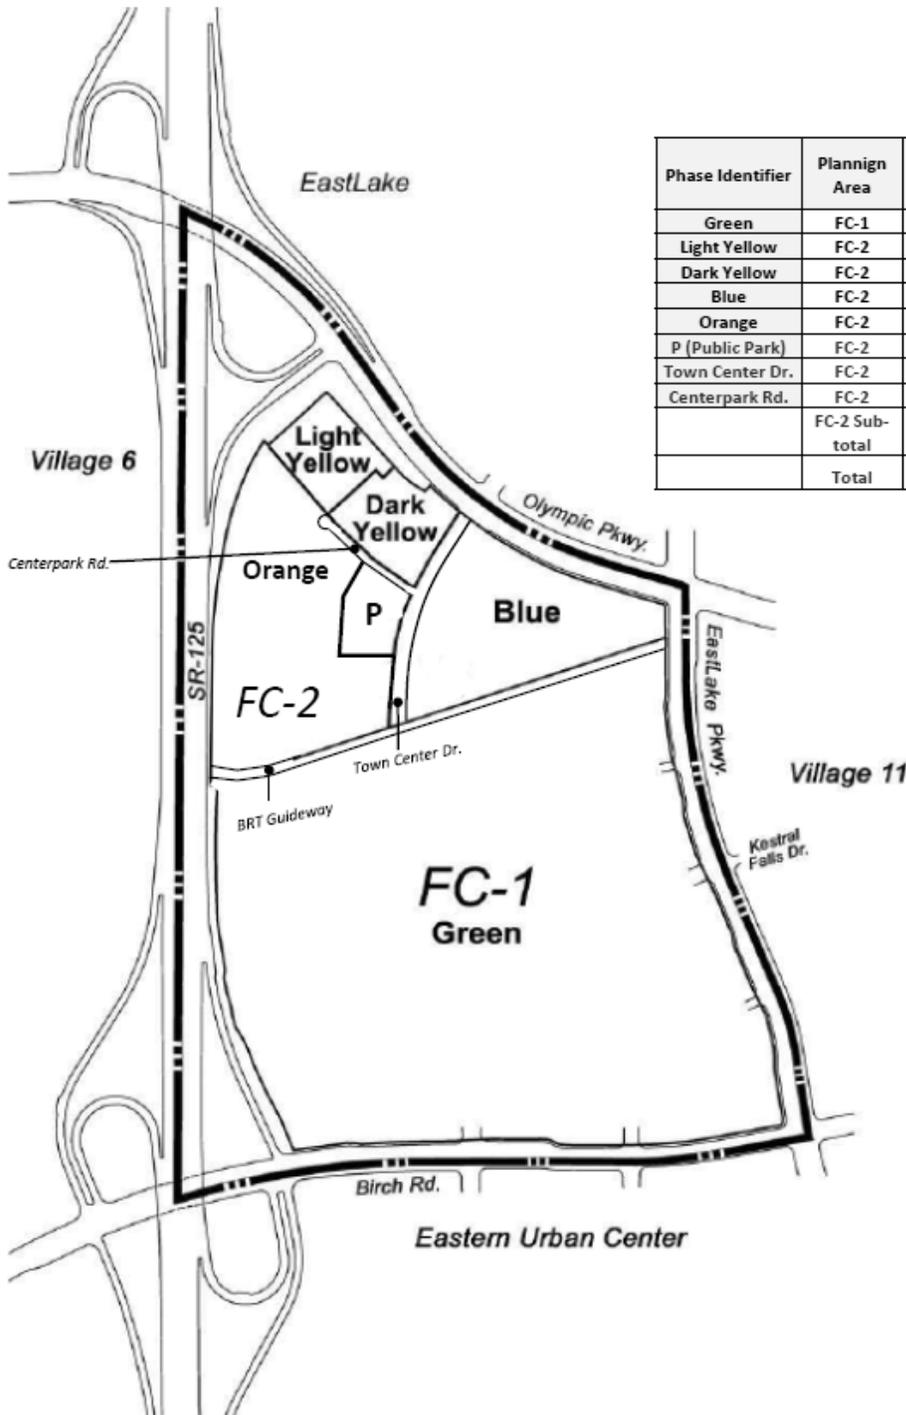 EastLake
Phase Identifier
Plannign
Area
Green
FC-1
Light Yellow
FC-2
Dark Yellow
FC-2
Blue
FC-2
Orange
FC-2
P (Public Park)
FC-2
Town Center Dr.
FC-2
Centerpark Rd.
FC-2
FC-2 Sub-
total
Total
Village 6
Light
Yellow
Dark
Yellow
Olympic Pkwy.
Centerpark Rd.
Orange
P
Blue
SR-125
EastLake Pkwy.
FC-2
Town Center Dr.
Village 11
BRT Guideway
Kestral
Falls Dr.
FC-1
Green
Birch Rd.
Eastern Urban Center